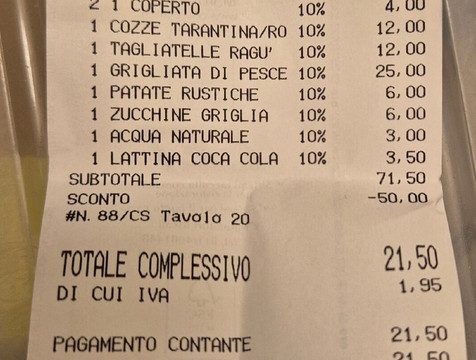 2 1 COPERTO 10% 4,00
1 COZZE TARANTINA/RO 10% 12,00
1 TAGLIATELLE RAGU' 10% 12,00
1 GRIGLIATA DI PESCE 10% 25,00
1 PATATE RUSTICHE 10% 6,00
1 ZUCCHINE GRIGLIA 10% 6,00
1 ACQUA NATURALE 10% 3,00
1 LATTINA COCA COLA 10% 3,50
SUBTOTALE 71,50
SCONTO -50,00
#N. 88/CS Tavolo 20
TOTALE COMPLESSIVO 21,50
DI CUI IVA 1,95
PAGAMENTO CONTANTE 21,50
21,50